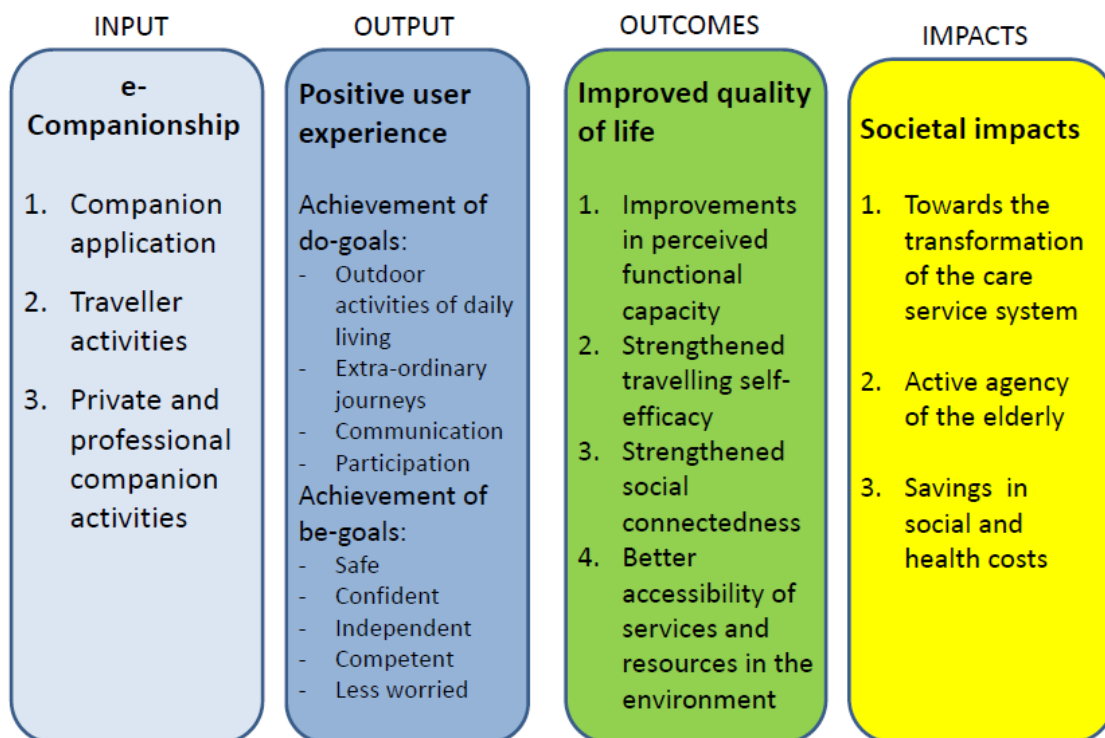 INPUT
e-
Companionship
1. Companion
application
2. Traveller
activities
3. Private and
professional
companion
activities
OUTPUT
Positive user
experience
Achievement of
do-goals:
- Outdoor
activities of daily
living
- Extra-ordinary
journeys
- Communication
- Participation
Achievement of
be-goals:
- Safe
- Confident
- Independent
- Competent
- Less worried
OUTCOMES
Improved quality
of life
1. Improvements
in perceived
functional
capacity
2. Strengthened
travelling self-
efficacy
3. Strengthened
social
connectedness
4. Better
accessibility of
services and
resources in the
environment
IMPACTS
Societal impacts
1. Towards the
transformation
of the care
service system
2. Active agency
of the elderly
3. Savings in
social and
health costs